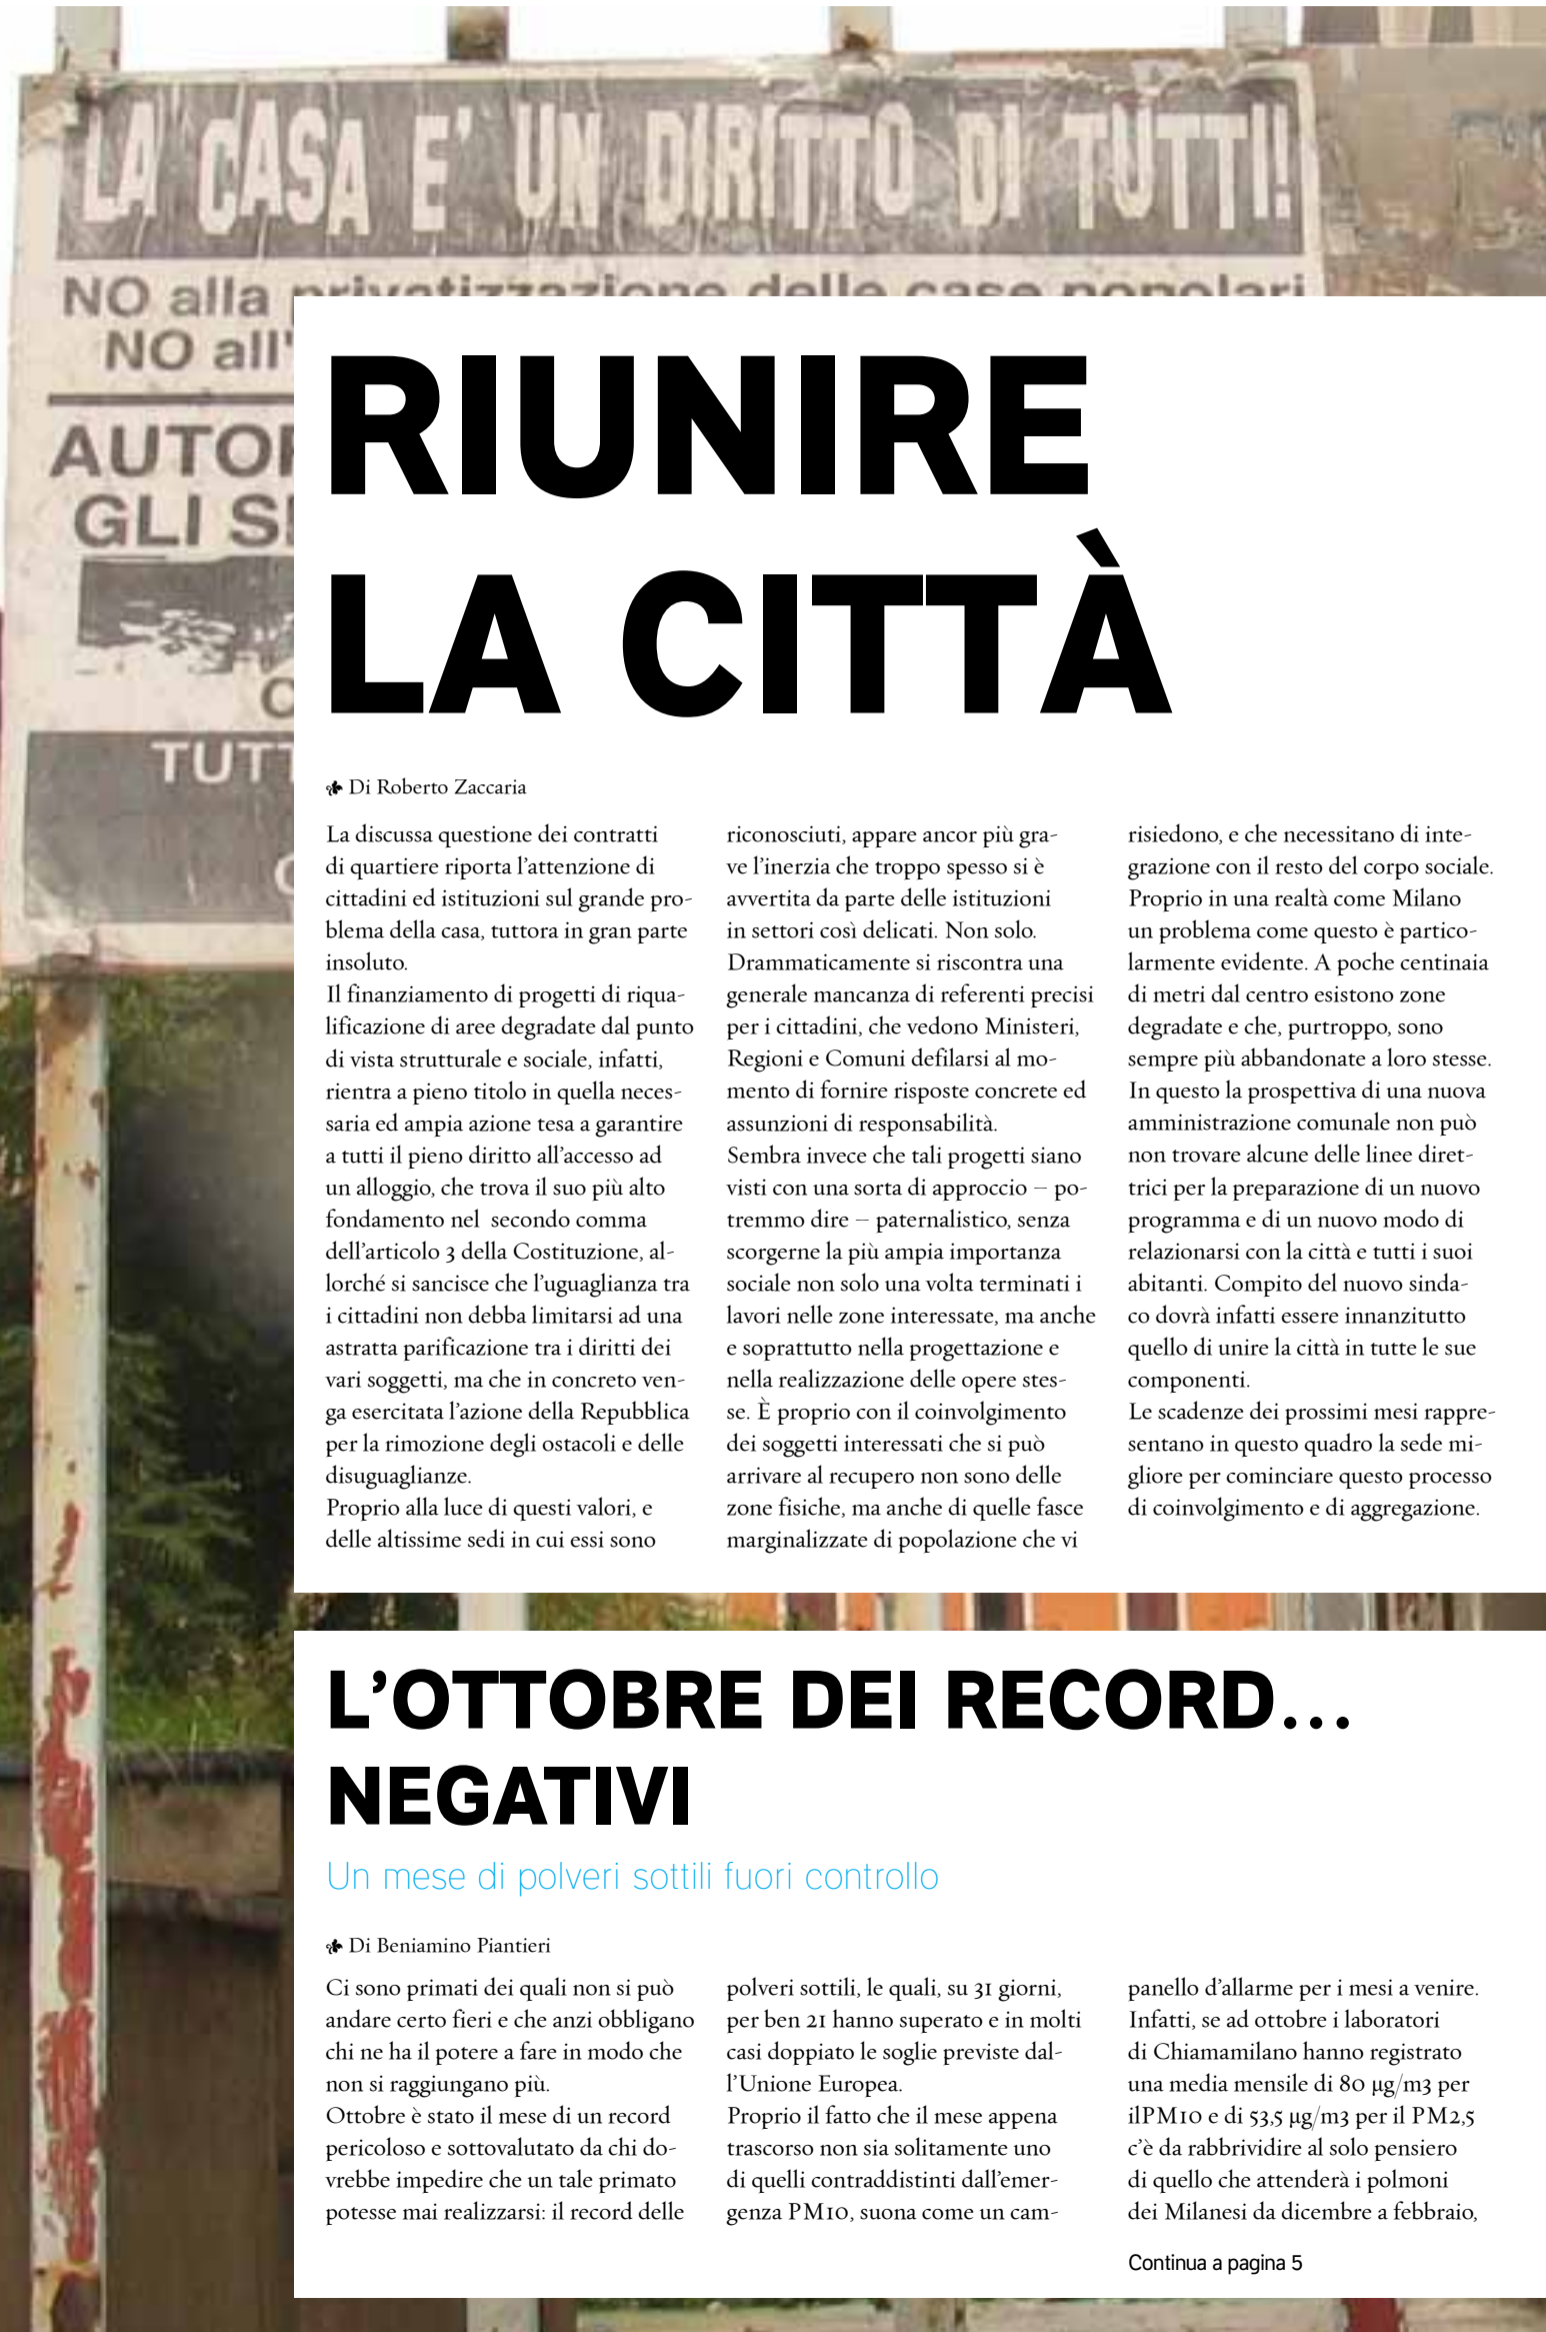 LA CASA E' UN DIRITTO DI TUTTI!!
NO alla privatizzazione delle case popolari
NO all'
GLI
TUTT
RIUNIRE
LA CITTÀ
Di Roberto Zaccaria
La discussa questione dei contratti
di quartiere riporta l’attenzione di
cittadini ed istituzioni sul grande pro-
blema della casa, tuttora in gran parte
insoluto.
Il finanziamento di progetti di riqua-
lificazione di aree degradate dal punto
di vista strutturale e sociale, infatti,
rientra a pieno titolo in quella neces-
saria ed ampia azione tesa a garantire
a tutti il pieno diritto all’accesso ad
un alloggio, che trova il suo più alto
fondamento nel secondo comma
dell’articolo 3 della Costituzione, al-
lorché si sancisce che l’uguaglianza tra
i cittadini non debba limitarsi ad una
astratta parificazione tra i diritti dei
vari soggetti, ma che in concreto ven-
ga esercitata l’azione della Repubblica
per la rimozione degli ostacoli e delle
disuguaglianze.
Proprio alla luce di questi valori, e
delle altissime sedi in cui essi sono
riconosciuti, appare ancor più gra-
ve l’inerzia che troppo spesso si è
avvertita da parte delle istituzioni
in settori così delicati. Non solo.
Drammaticamente si riscontra una
generale mancanza di referenti precisi
per i cittadini, che vedono Ministeri,
Regioni e Comuni defilarsi al mo-
mento di fornire risposte concrete ed
assunzioni di responsabilità.
Sembra invece che tali progetti siano
visti con una sorta di approccio – po-
tremmo dire – paternalistico, senza
scorgerne la più ampia importanza
sociale non solo una volta terminati i
lavori nelle zone interessate, ma anche
e soprattutto nella progettazione e
nella realizzazione delle opere stes-
se. È proprio con il coinvolgimento
dei soggetti interessati che si può
arrivare al recupero non sono delle
zone fisiche, ma anche di quelle fasce
marginalizzate di popolazione che vi
risiedono, e che necessitano di inte-
grazione con il resto del corpo sociale.
Proprio in una realtà come Milano
un problema come questo è partico-
larmente evidente. A poche centinaia
di metri dal centro esistono zone
degradate e che, purtroppo, sono
sempre più abbandonate a loro stesse.
In questo la prospettiva di una nuova
amministrazione comunale non può
non trovare alcune delle linee diret-
trici per la preparazione di un nuovo
programma e di un nuovo modo di
relazionarsi con la città e tutti i suoi
abitanti. Compito del nuovo sinda-
co dovrà infatti essere innanzitutto
quello di unire la città in tutte le sue
componenti.
Le scadenze dei prossimi mesi rappre-
sentano in questo quadro la sede mi-
gliore per cominciare questo processo
di coinvolgimento e di aggregazione.
L’OTTOBRE DEI RECORD...
NEGATIVI
Un mese di polveri sottili fuori controllo
Di Beniamino Piantieri
Ci sono primati dei quali non si può
andare certo fieri e che anzi obbligano
chi ne ha il potere a fare in modo che
non si raggiungano più.
Ottobre è stato il mese di un record
pericoloso e sottovalutato da chi do-
vrebbe impedire che un tale primato
potesse mai realizzarsi: il record delle
polveri sottili, le quali, su 31 giorni,
per ben 21 hanno superato e in molti
casi doppiato le soglie previste dal-
l’Unione Europea.
Proprio il fatto che il mese appena
trascorso non sia solitamente uno
di quelli contraddistinti dall’emer-
genza PM10, suona come un cam-
panello d’allarme per i mesi a venire.
Infatti, se ad ottobre i laboratori
di Chiamamilano hanno registrato
una media mensile di 80 µg/m3 per
ilPM10 e di 53,5 µg/m3 per il PM2,5
c’è da rabbrividire al solo pensiero
di quello che attenderà i polmoni
dei Milanesi da dicembre a febbraio,
Continua a pagina 5